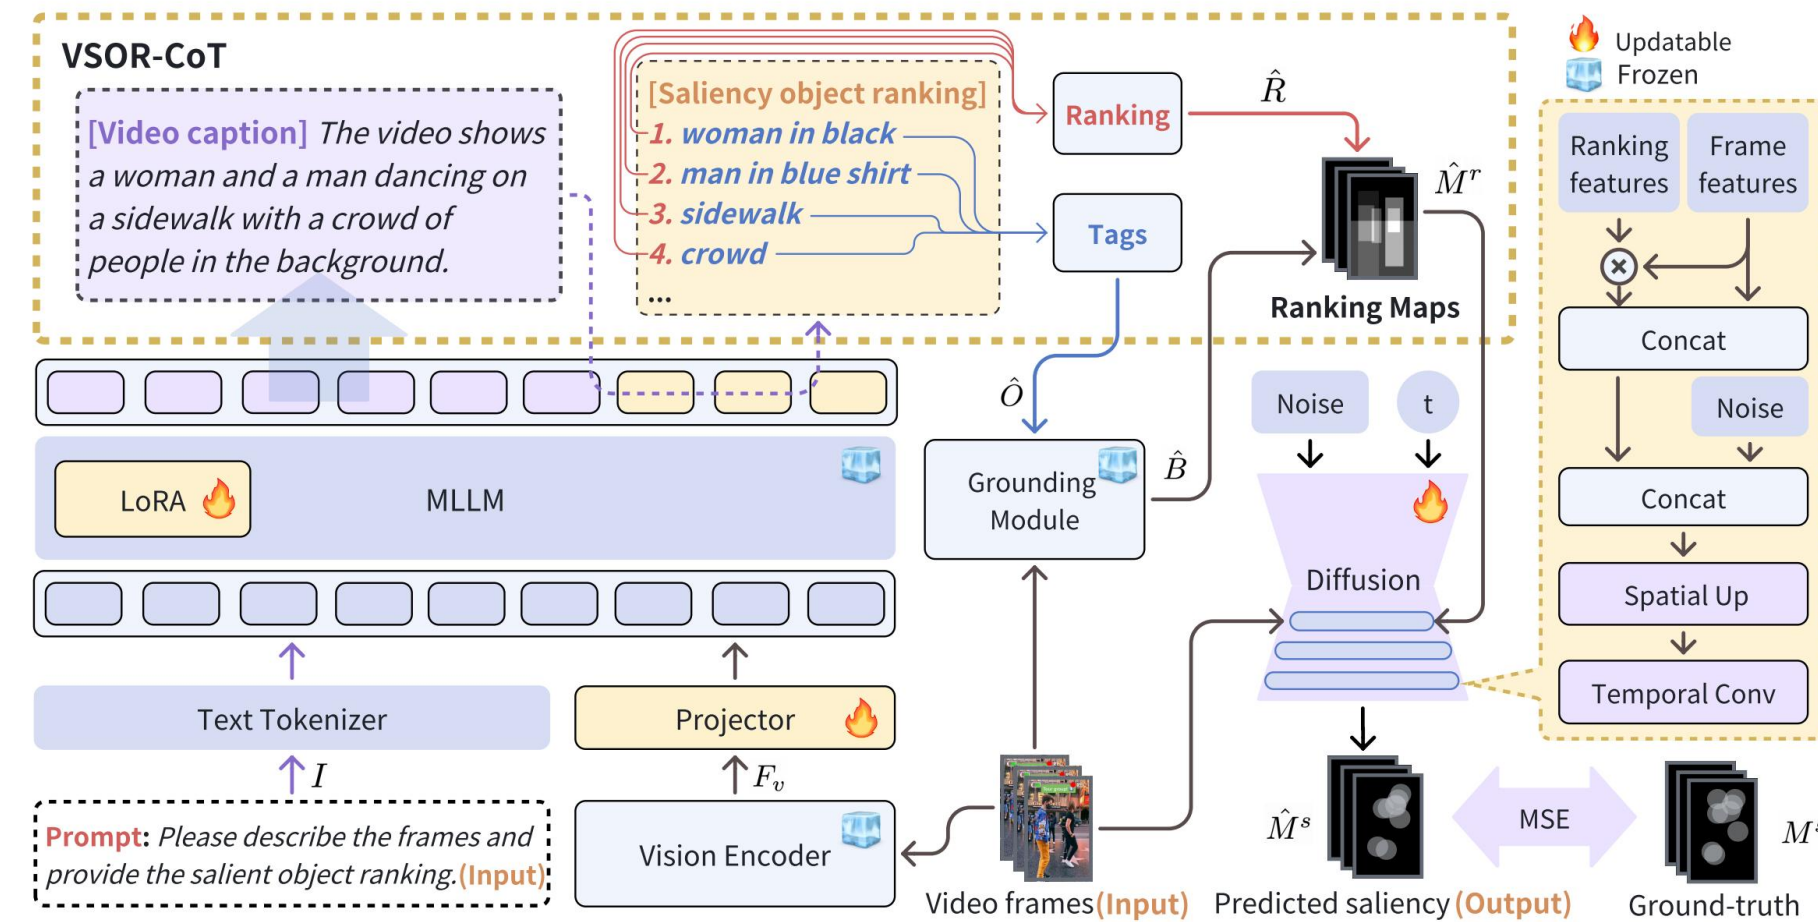 VSOR-CoT
[Video caption] The video shows
a woman and a man dancing on
a sidewalk with a crowd of
people in the background.
[Saliency object ranking]
1. woman in black
2. man in blue shirt
3. sidewalk
4. crowd
...
Ranking
Tags
R̂
M̂ʳ
Ranking Maps
Ô
B̂
Updatable
Frozen
Ranking
features
Frame
features
Concat
Noise
Concat
Spatial Up
Temporal Conv
LoRA
MLLM
Grounding
Module
Noise
t
Diffusion
Text Tokenizer
Projector
I
Fᵥ
Prompt: Please describe the frames and
provide the salient object ranking.(Input)
Vision Encoder
Video frames(Input)
M̂ˢ
Predicted saliency(Output)
MSE
Mˢ
Ground-truth